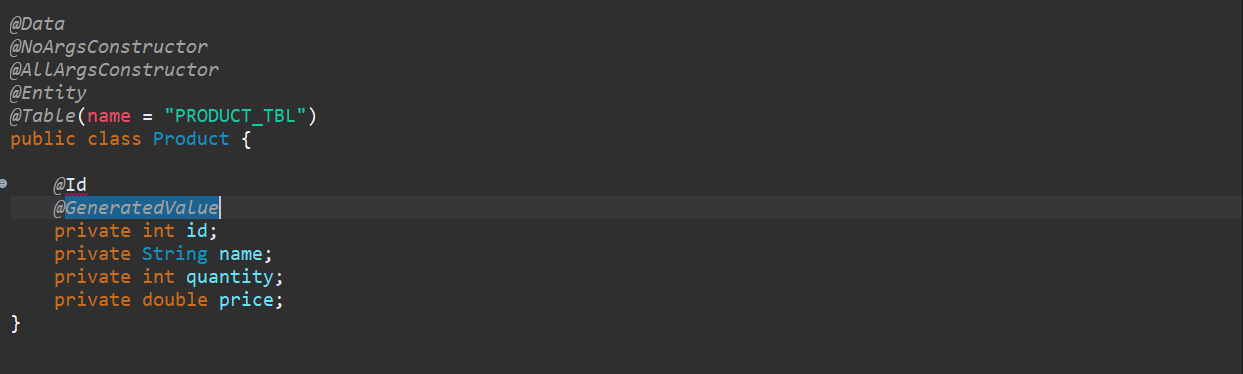 @Data
@NoArgsConstructor
@AllArgsConstructor
@Entity
@Table(name = "PRODUCT_TBL")
public class Product {
@Id
@GeneratedValue
private int id;
private String name;
private int quantity;
private double price;
}